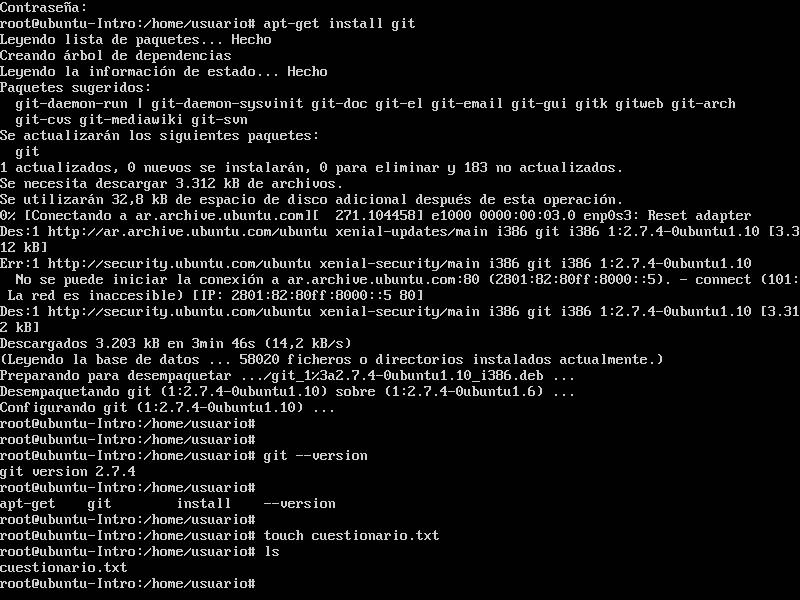 Contraseña:
root@ubuntu-Intro:/home/usuario# apt-get install git
Leyendo lista de paquetes... Hecho
Creando árbol de dependencias
Leyendo la información de estado... Hecho
Paquetes sugeridos:
  git-daemon-run | git-daemon-sysvinit git-doc git-el git-email git-gui gitk gitweb git-arch
  git-cvs git-mediawiki git-svn
Se actualizarán los siguientes paquetes:
  git
1 actualizados, 0 nuevos se instalarán, 0 para eliminar y 183 no actualizados.
Se necesita descargar 3.312 kB de archivos.
Se utilizarán 32,8 kB de espacio de disco adicional después de esta operación.
0% [Conectando a ar.archive.ubuntu.com][  271.104458] e1000 0000:00:03.0 enp0s3: Reset adapter
Des:1 http://ar.archive.ubuntu.com/ubuntu xenial-updates/main i386 git i386 1:2.7.4-0ubuntu1.10 [3.3
12 kB]
Err:1 http://security.ubuntu.com/ubuntu xenial-security/main i386 git i386 1:2.7.4-0ubuntu1.10
  No se puede iniciar la conexión a ar.archive.ubuntu.com:80 (2801:82:80ff:8000::5). - connect (101:
 La red es inaccesible) [IP: 2801:82:80ff:8000::5 80]
Des:1 http://security.ubuntu.com/ubuntu xenial-security/main i386 git i386 1:2.7.4-0ubuntu1.10 [3.31
2 kB]
Descargados 3.203 kB en 3min 46s (14,2 kB/s)
(Leyendo la base de datos ... 58020 ficheros o directorios instalados actualmente.)
Preparando para desempaquetar .../git_1%3a2.7.4-0ubuntu1.10_i386.deb ...
Desempaquetando git (1:2.7.4-0ubuntu1.10) sobre (1:2.7.4-0ubuntu1.6) ...
Configurando git (1:2.7.4-0ubuntu1.10) ...
root@ubuntu-Intro:/home/usuario#
root@ubuntu-Intro:/home/usuario#
root@ubuntu-Intro:/home/usuario# git --version
git version 2.7.4
root@ubuntu-Intro:/home/usuario#
apt-get    git        install    --version
root@ubuntu-Intro:/home/usuario#
root@ubuntu-Intro:/home/usuario# touch cuestionario.txt
root@ubuntu-Intro:/home/usuario# ls
cuestionario.txt
root@ubuntu-Intro:/home/usuario#